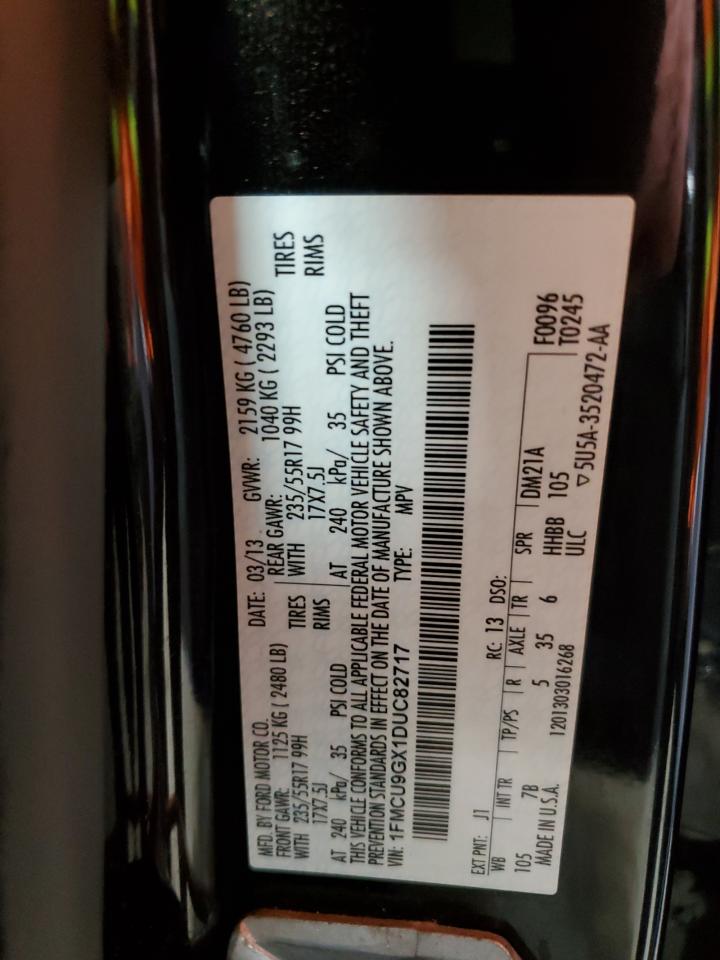 MFD. BY FORD MOTOR CO.
DATE: 03/13 GVWR: 2159 KG ( 4760 LB)
FRONT GAWR: 1125 KG ( 2480 LB) REAR GAWR: 1040 KG ( 2293 LB)
WITH 235/55R17 99H TIRES WITH 235/55R17 99H TIRES
17X7.5J RIMS 17X7.5J RIMS
AT 240 kPa/ 35 PSI COLD AT 240 kPa/ 35 PSI COLD
THIS VEHICLE CONFORMS TO ALL APPLICABLE FEDERAL MOTOR VEHICLE SAFETY AND THEFT
PREVENTION STANDARDS IN EFFECT ON THE DATE OF MANUFACTURE SHOWN ABOVE.
VIN: 1FMCU9GX1DUC82717 TYPE: MPV
EXT PNT: J1 RC: 13 DSO:
WB INT TR TP/PS R AXLE TR SPR DM21A F0096
105 7B 5 35 6 HHBB 105 T0245
MADE IN U.S.A. 1201303016268 ULC ▽5U5A-3520472-AA